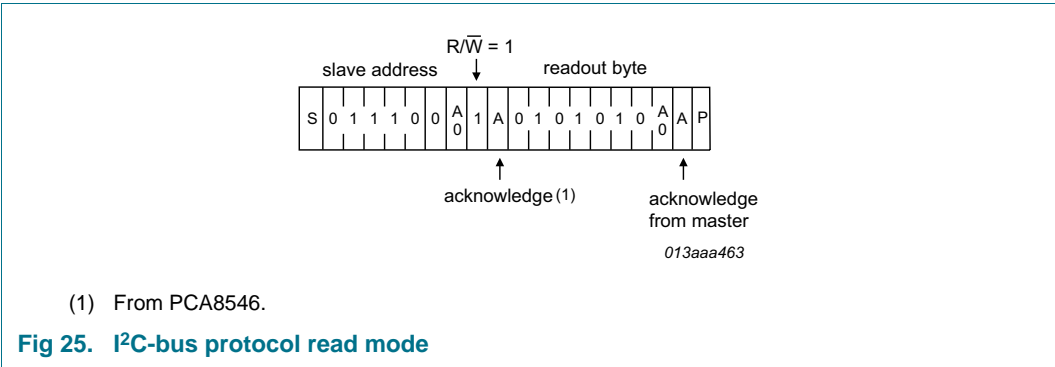 R/W̅ = 1
slave address readout byte
S 0 1 1 1 0 0 A0 1 A 0 1 0 1 0 1 0 A0 A P
acknowledge (1) acknowledge
from master
013aaa463
(1) From PCA8546.
Fig 25. I²C-bus protocol read mode